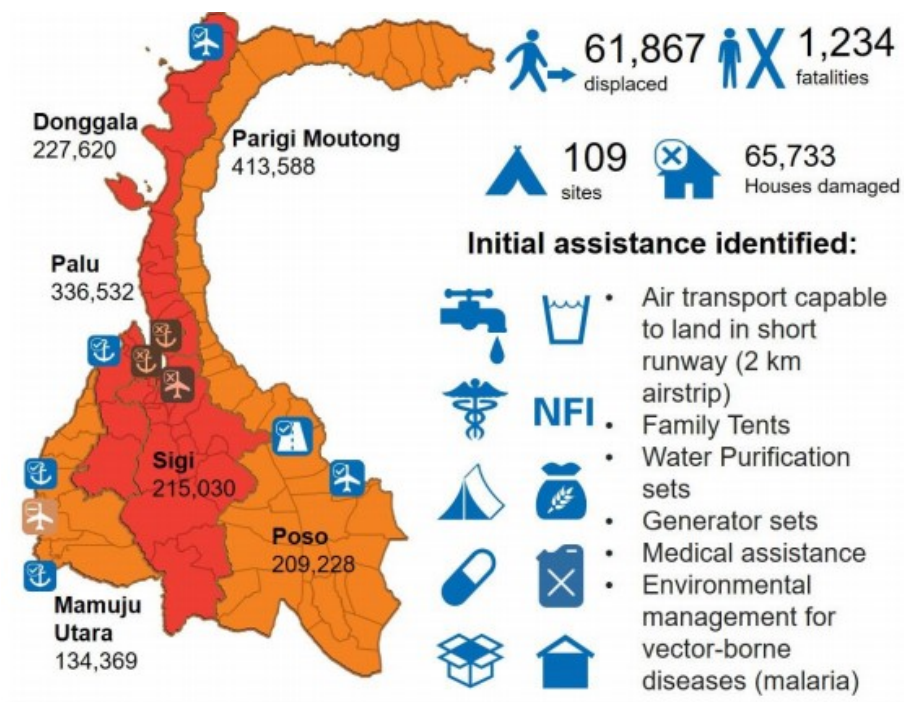 61,867
displaced
1,234
fatalities
Donggala
227,620
Parigi Moutong
413,588
109
sites
65,733
Houses damaged
Palu
336,532
Initial assistance identified:
• Air transport capable
to land in short
runway (2 km
airstrip)
• Family Tents
• Water Purification
sets
• Generator sets
• Medical assistance
• Environmental
management for
vector-borne
diseases (malaria)
NFI
Sigi
215,030
Poso
209,228
Mamuju
Utara
134,369